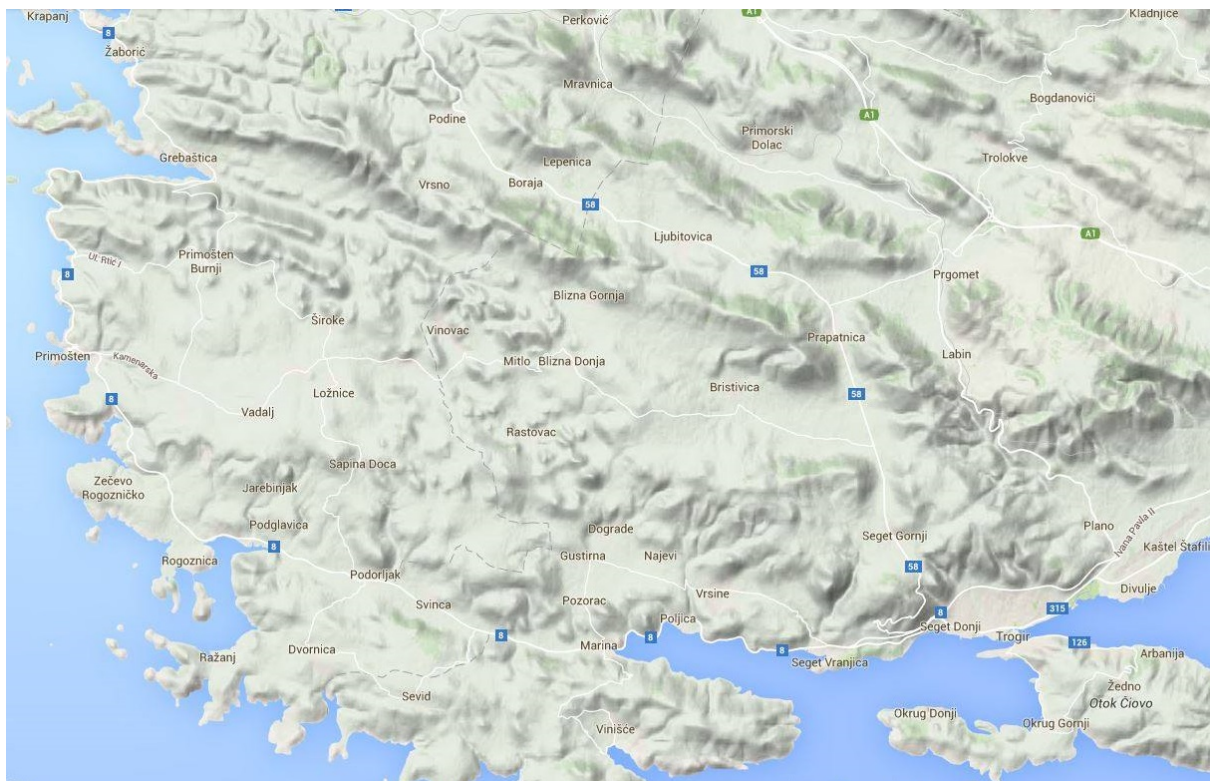 Krapanj
8
Žaborić
Perković
A1
Kladnjice
Mravnica
Bogdanovići
Podine
A1
Primorski
Dolac
Grebaštica
Lepenica
Trolokve
Vrsno
Boraja
58
Ljubitovica
A1
Primošten
Burnji
Ul. Rtić I
8
58
Prgomet
Blizna Gornja
Široke
Vinovac
Prapatnica
Primošten
Kamenarska
Mitlo
Blizna Donja
Labin
Ložnice
Bristivica
58
8
Vadalj
Rastovac
Sapina Doca
Zečevo
Rogozničko
Jarebinjak
Podglavica
Dograde
Seget Gornji
Plano
Ivana Pavla II
8
Rogoznica
Gustirna
Najevi
Kaštel Štafili
58
Podorljak
Divulje
Svinca
Pozorac
Vrsine
Poljica
8
315
Seget Donji
8
Marina
8
8
Trogir
126
Dvornica
Ražanj
Seget Vranjica
Arbanija
Sevid
Žedno
Otok Čiovo
Okrug Donji
Okrug Gornji
Vinišće